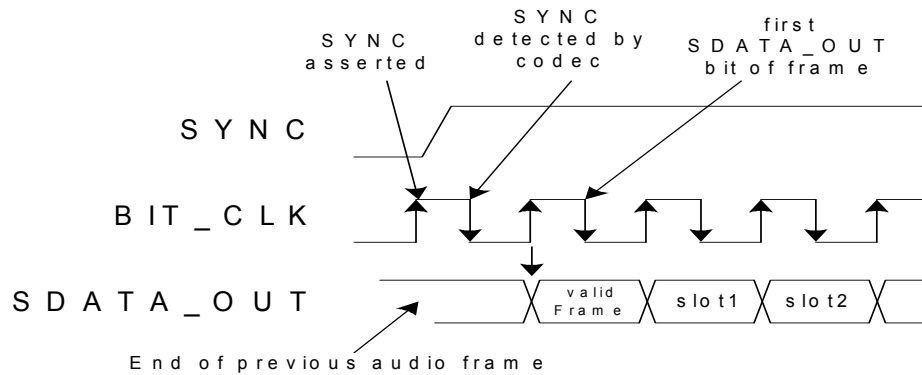 SYNC
asserted
SYNC
detected by
codec
first
SDATA_OUT
bit of frame
SYNC
BIT_CLK
SDATA_OUT
valid
Frame
slot1
slot2
End of previous audio frame